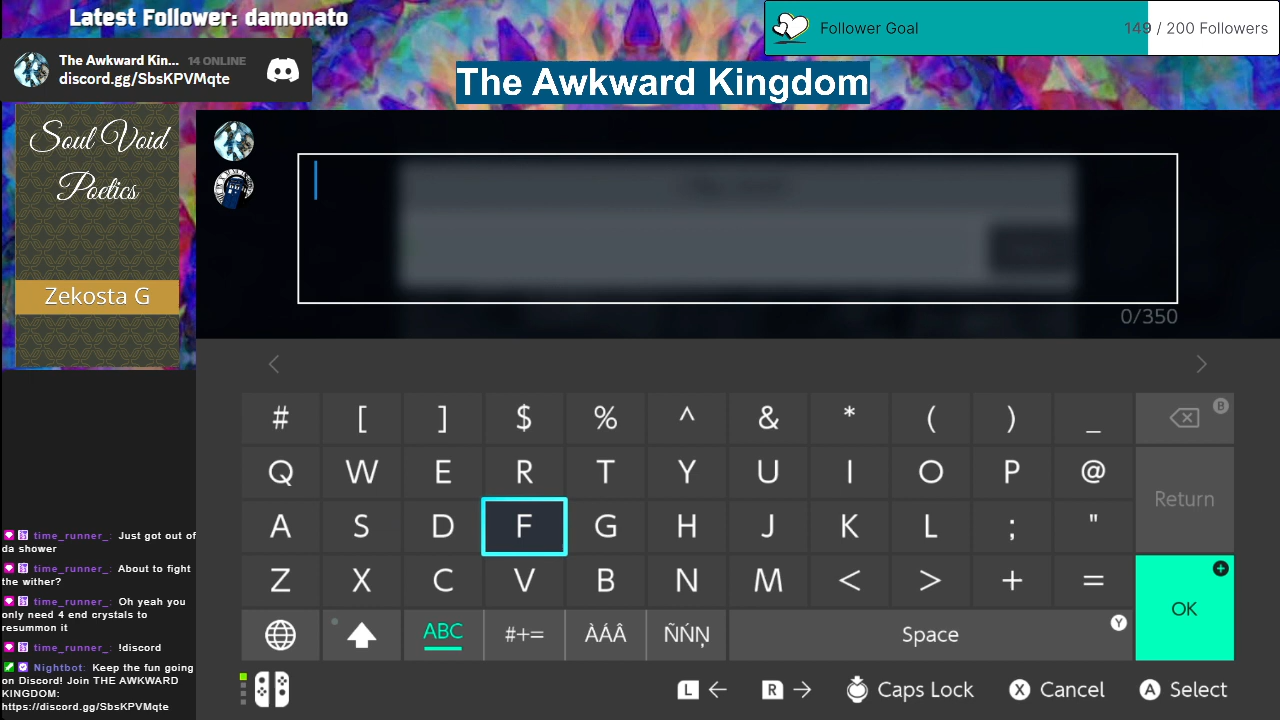 Latest Follower: damonato
Follower Goal
149 / 200 Followers
The Awkward Kin... 14 ONLINE
discord.gg/SbsKPVMqte
The Awkward Kingdom
Soul Void
Poetics
Zekosta G
0/350
< >
# [ ] $ % ^ & * ( ) _ B
Q W E R T Y U I O P @ Return
A S D F G H J K L ; "
Z X C V B N M < > + = OK
ABC #+= ÀÁÂ ÑŃŅ Space Y
L ← R → Caps Lock X Cancel A Select
time_runner_: Just got out of
da shower
time_runner_: About to fight
the wither?
time_runner_: Oh yeah you
only need 4 end crystals to
resummon it
time_runner_: !discord
Nightbot: Keep the fun going
on Discord! Join THE AWKWARD
KINGDOM:
https://discord.gg/SbsKPVMqte